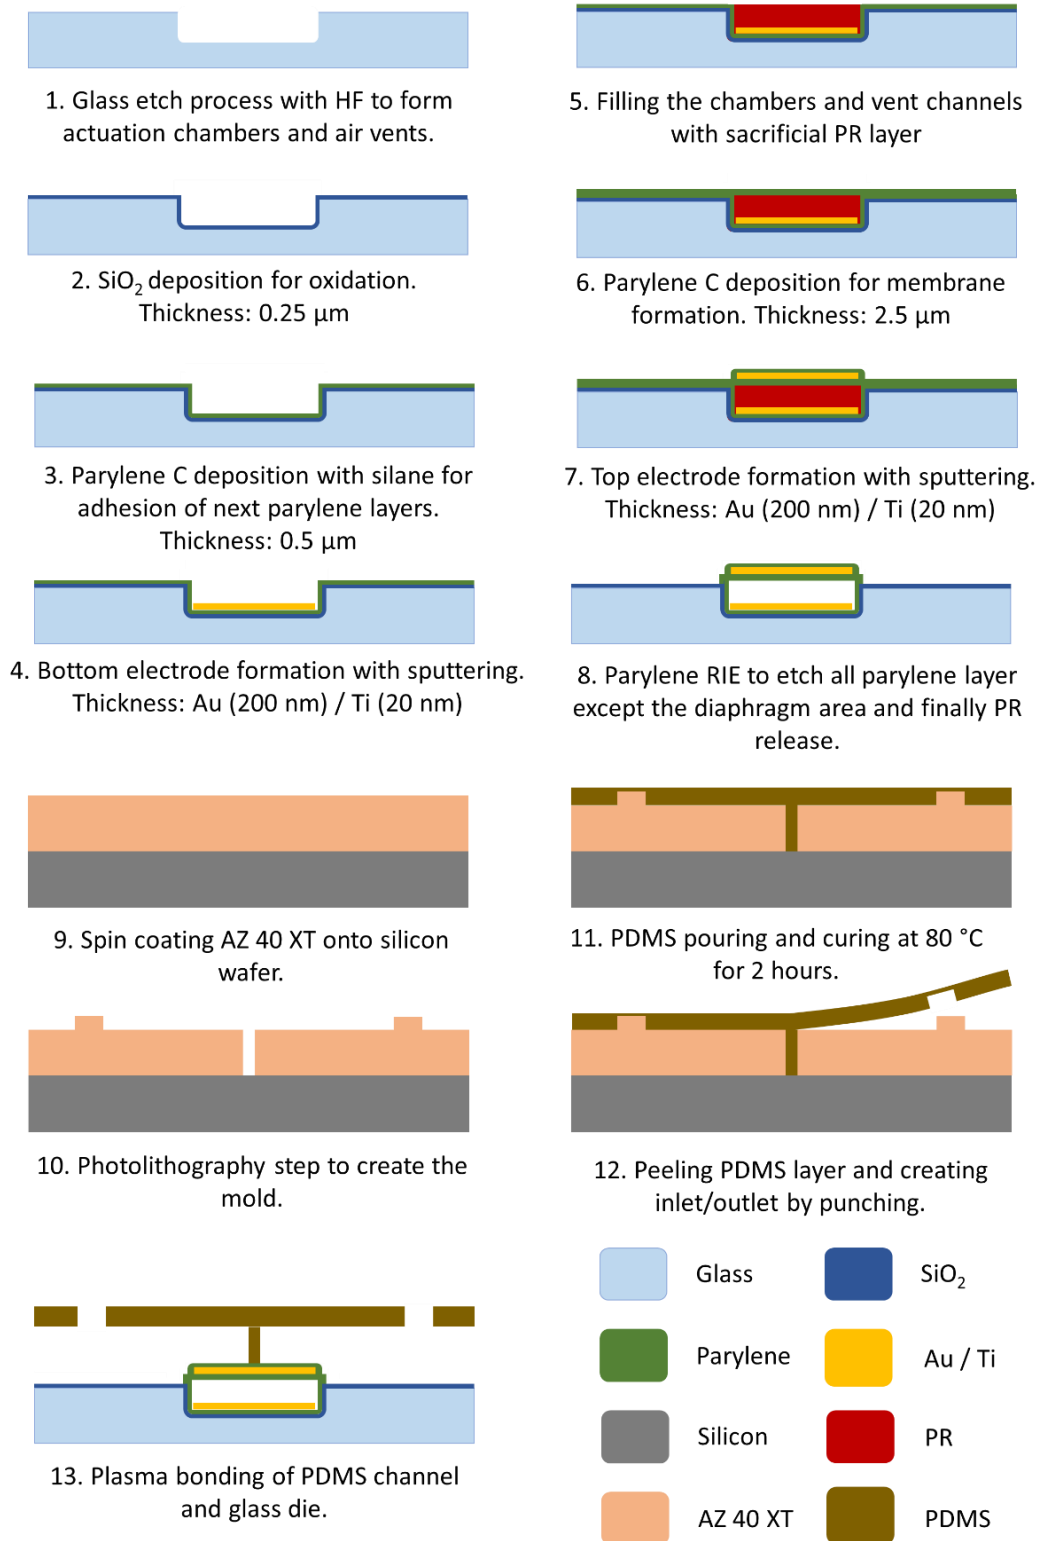 1. Glass etch process with HF to form
actuation chambers and air vents.
2. SiO₂ deposition for oxidation.
Thickness: 0.25 µm
3. Parylene C deposition with silane for
adhesion of next parylene layers.
Thickness: 0.5 µm
4. Bottom electrode formation with sputtering.
Thickness: Au (200 nm) / Ti (20 nm)
5. Filling the chambers and vent channels
with sacrificial PR layer
6. Parylene C deposition for membrane
formation. Thickness: 2.5 µm
7. Top electrode formation with sputtering.
Thickness: Au (200 nm) / Ti (20 nm)
8. Parylene RIE to etch all parylene layer
except the diaphragm area and finally PR
release.
9. Spin coating AZ 40 XT onto silicon
wafer.
10. Photolithography step to create the
mold.
11. PDMS pouring and curing at 80 °C
for 2 hours.
12. Peeling PDMS layer and creating
inlet/outlet by punching.
13. Plasma bonding of PDMS channel
and glass die.
Glass
SiO₂
Parylene
Au / Ti
Silicon
PR
AZ 40 XT
PDMS